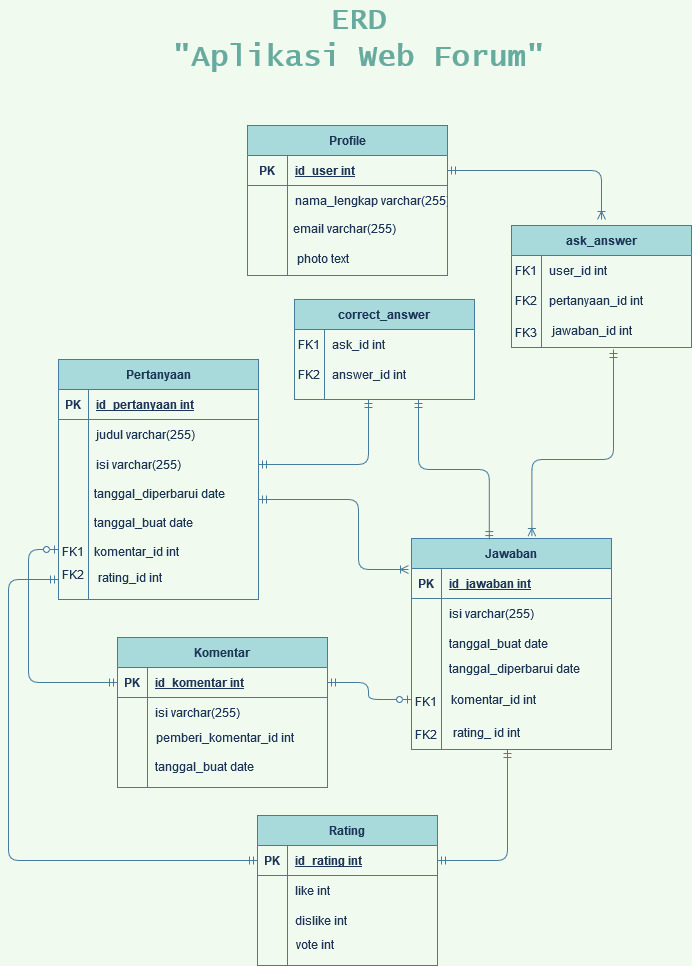 ERD
"Aplikasi Web Forum"
Profile
PK id_user int
nama_lengkap varchar(255
email varchar(255)
photo text
ask_answer
FK1 user_id int
FK2 pertanyaan_id int
FK3 jawaban_id int
correct_answer
FK1 ask_id int
FK2 answer_id int
Pertanyaan
PK id_pertanyaan int
judul varchar(255)
isi varchar(255)
tanggal_diperbarui date
tanggal_buat date
FK1 komentar_id int
FK2 rating_id int
Jawaban
PK id_jawaban int
isi varchar(255)
tanggal_buat date
tanggal_diperbarui date
FK1 komentar_id int
FK2 rating_ id int
Komentar
PK id_komentar int
isi varchar(255)
pemberi_komentar_id int
tanggal_buat date
Rating
PK id_rating int
like int
dislike int
vote int